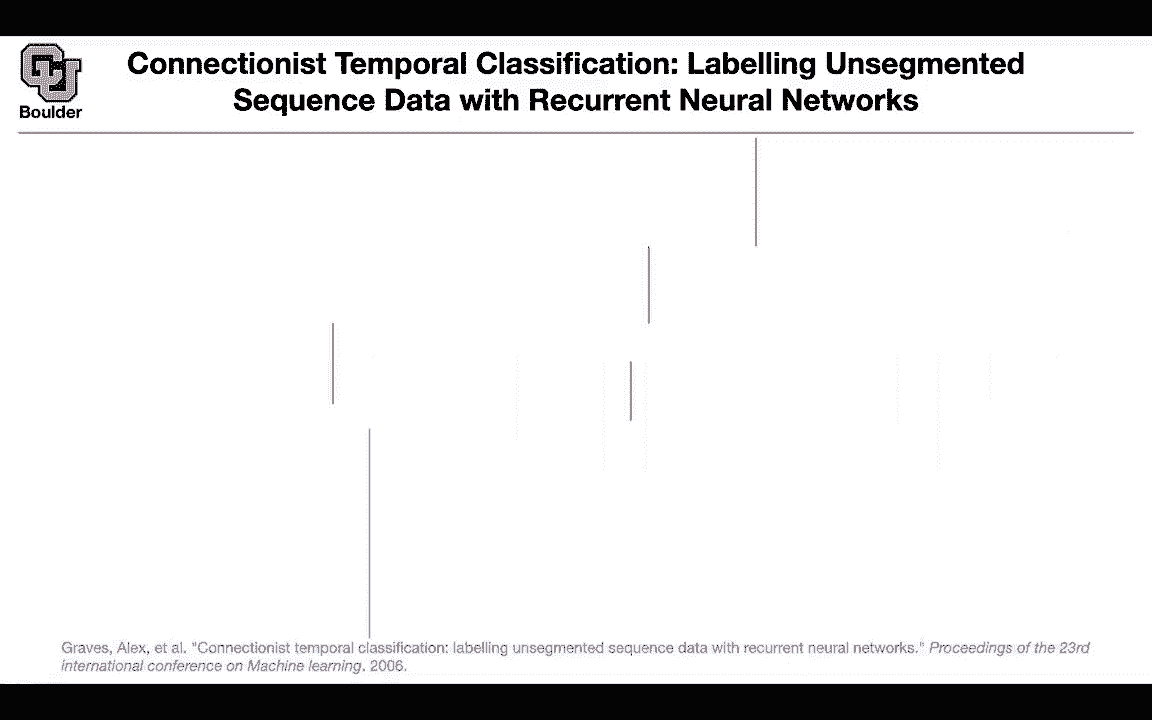 Connectionist Temporal Classification: Labelling Unsegmented
Sequence Data with Recurrent Neural Networks
Boulder
Graves, Alex, et al. "Connectionist temporal classification: labelling unsegmented sequence data with recurrent neural networks." Proceedings of the 23rd
international conference on Machine learning. 2006.